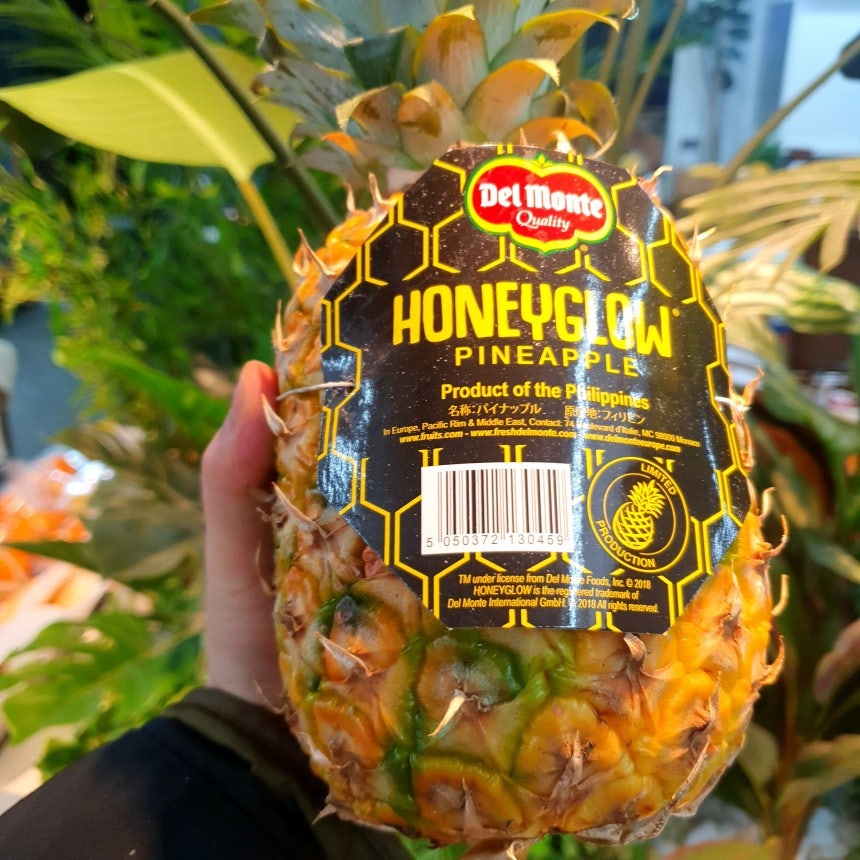 Del Monte
Quality
HONEYGLOW
PINEAPPLE
Product of the Philippines
名称:パイナップル 原産地:フィリピン
In Europe, Pacific Rim & Middle East, Contact: 74 Boulevard d'Italie, MC 98000 Monaco
www.fruits.com - www.freshdelmonte.com - www.delmonteeurope.com
5 050372 130459
LIMITED
PRODUCTION
TM under license from Del Monte Foods, Inc. © 2018
HONEYGLOW is the registered trademark of
Del Monte International GmbH. © 2018 All rights reserved.